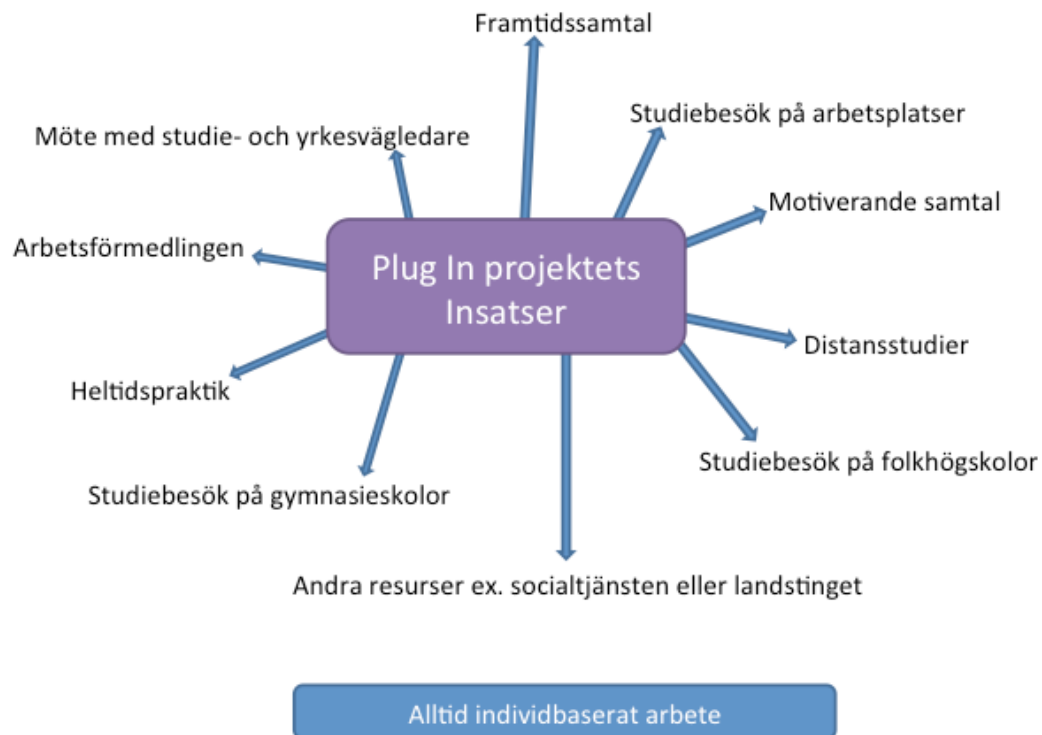 Framtidssamtal
Studiebesök på arbetsplatser
Möte med studie- och yrkesvägledare
Motiverande samtal
Arbetsförmedlingen
Plug In projektets
Insatser
Distansstudier
Heltidspraktik
Studiebesök på folkhögskolor
Studiebesök på gymnasieskolor
Andra resurser ex. socialtjänsten eller landstinget
Alltid individbaserat arbete